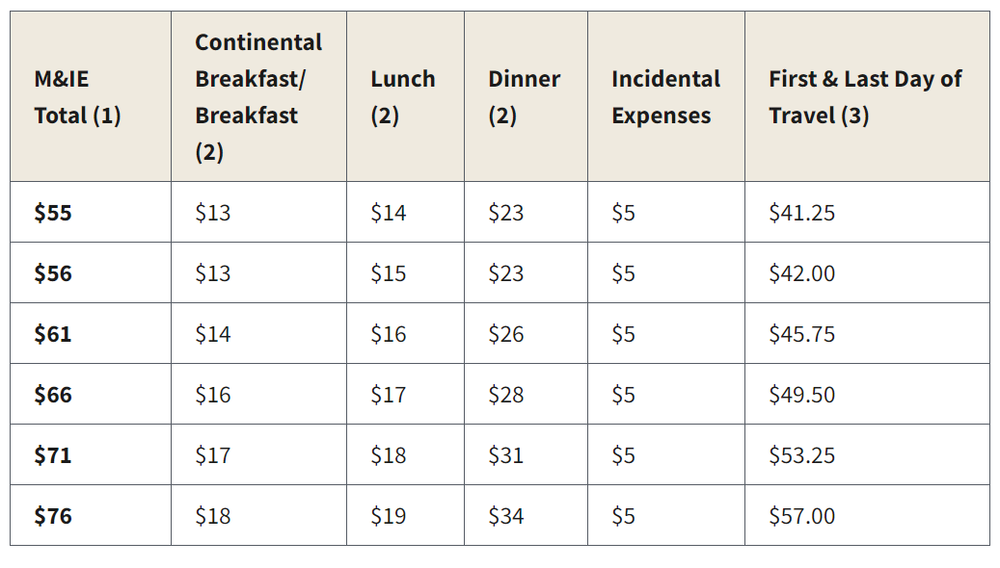 M&IE
Total (1)
Continental
Breakfast/
Breakfast
(2)
Lunch
(2)
Dinner
(2)
Incidental
Expenses
First & Last Day of
Travel (3)
$55 $13 $14 $23 $5 $41.25
$56 $13 $15 $23 $5 $42.00
$61 $14 $16 $26 $5 $45.75
$66 $16 $17 $28 $5 $49.50
$71 $17 $18 $31 $5 $53.25
$76 $18 $19 $34 $5 $57.00